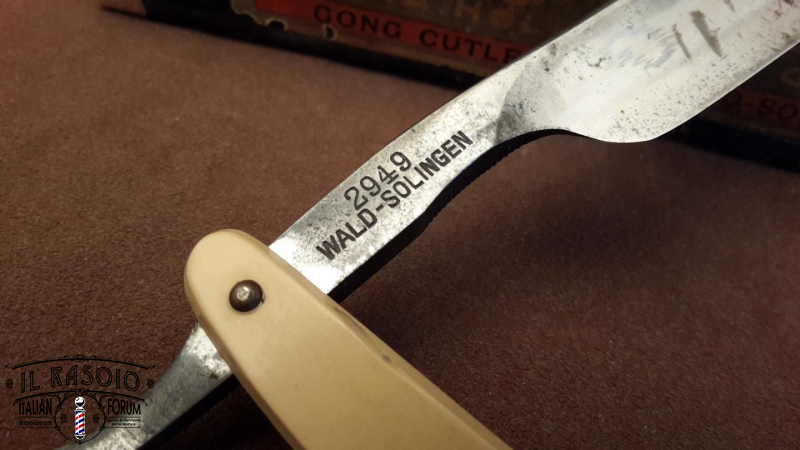 GONG CUTLE
2949
WALD-SOLINGEN
IL RASOIO
ITALIAN FORUM